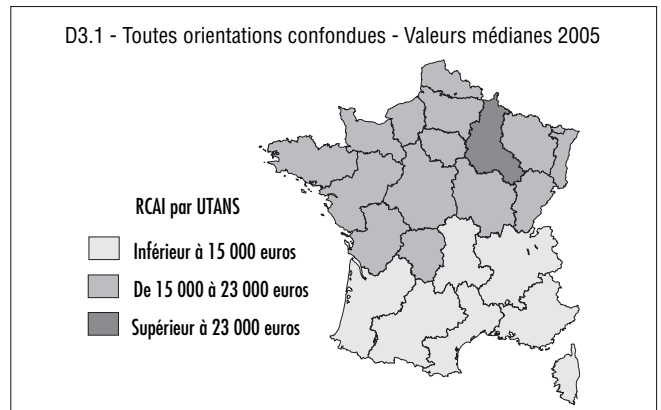 D3.1 - Toutes orientations confondues - Valeurs médianes 2005
RCAI par UTANS
Inférieur à 15 000 euros
De 15 000 à 23 000 euros
Supérieur à 23 000 euros